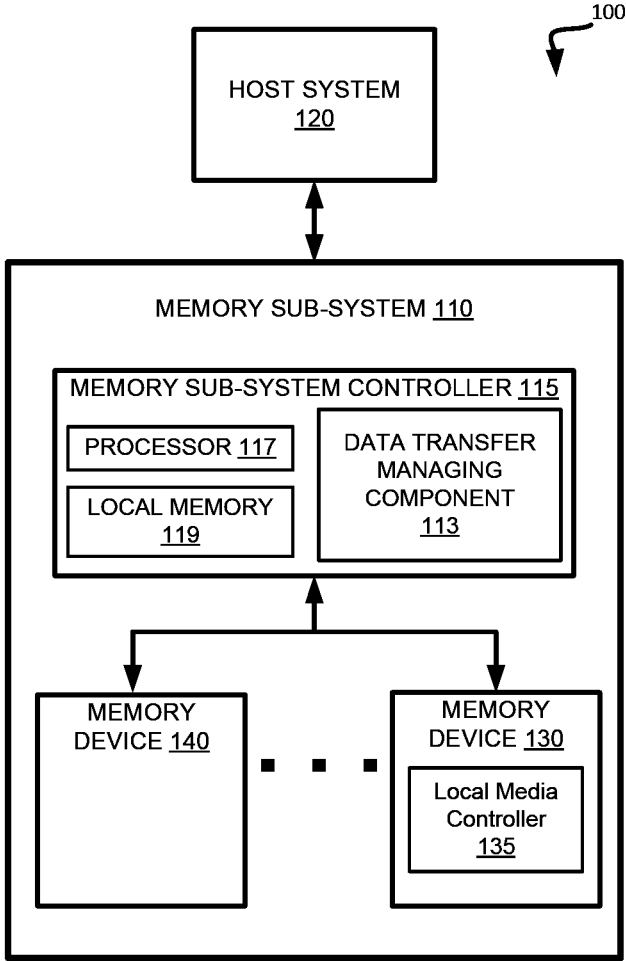 100
HOST SYSTEM
120
MEMORY SUB-SYSTEM 110
MEMORY SUB-SYSTEM CONTROLLER 115
PROCESSOR 117
LOCAL MEMORY
119
DATA TRANSFER
MANAGING
COMPONENT
113
MEMORY
DEVICE 140
MEMORY
DEVICE 130
Local Media
Controller
135